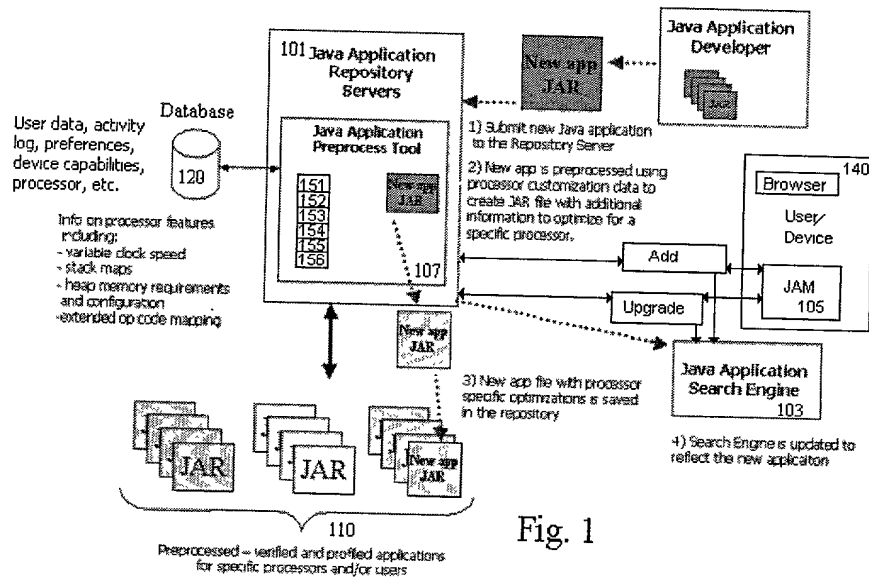 101 Java Application
Repository
Servers
Java Application
Preprocess Tool
151
152
153
154
155
156
New app
JAR
107
New app
JAR
Java Application
Developer
JAR
1) Submit new Java application
to the Repository Server
2) New app is preprocessed using
processor customization data to
create JAR file with additional
information to optimize for a
specific processor.
Database
120
User data, activity
log, preferences,
device capabilities,
processor, etc.
Info on processor features
including:
- variable clock speed
- stack maps
- heap memory requirements
and configuration
-extended op code mapping
140
Browser
User/
Device
JAM
105
Add
Upgrade
Java Application
Search Engine
103
New app
JAR
3) New app file with processor
specific optimizations is saved
in the repository
4) Search Engine is updated to
reflect the new applicaiton
JAR
JAR
New app
JAR
110
Preprocessed – verified and profiled applications
for specific processors and/or users
Fig. 1